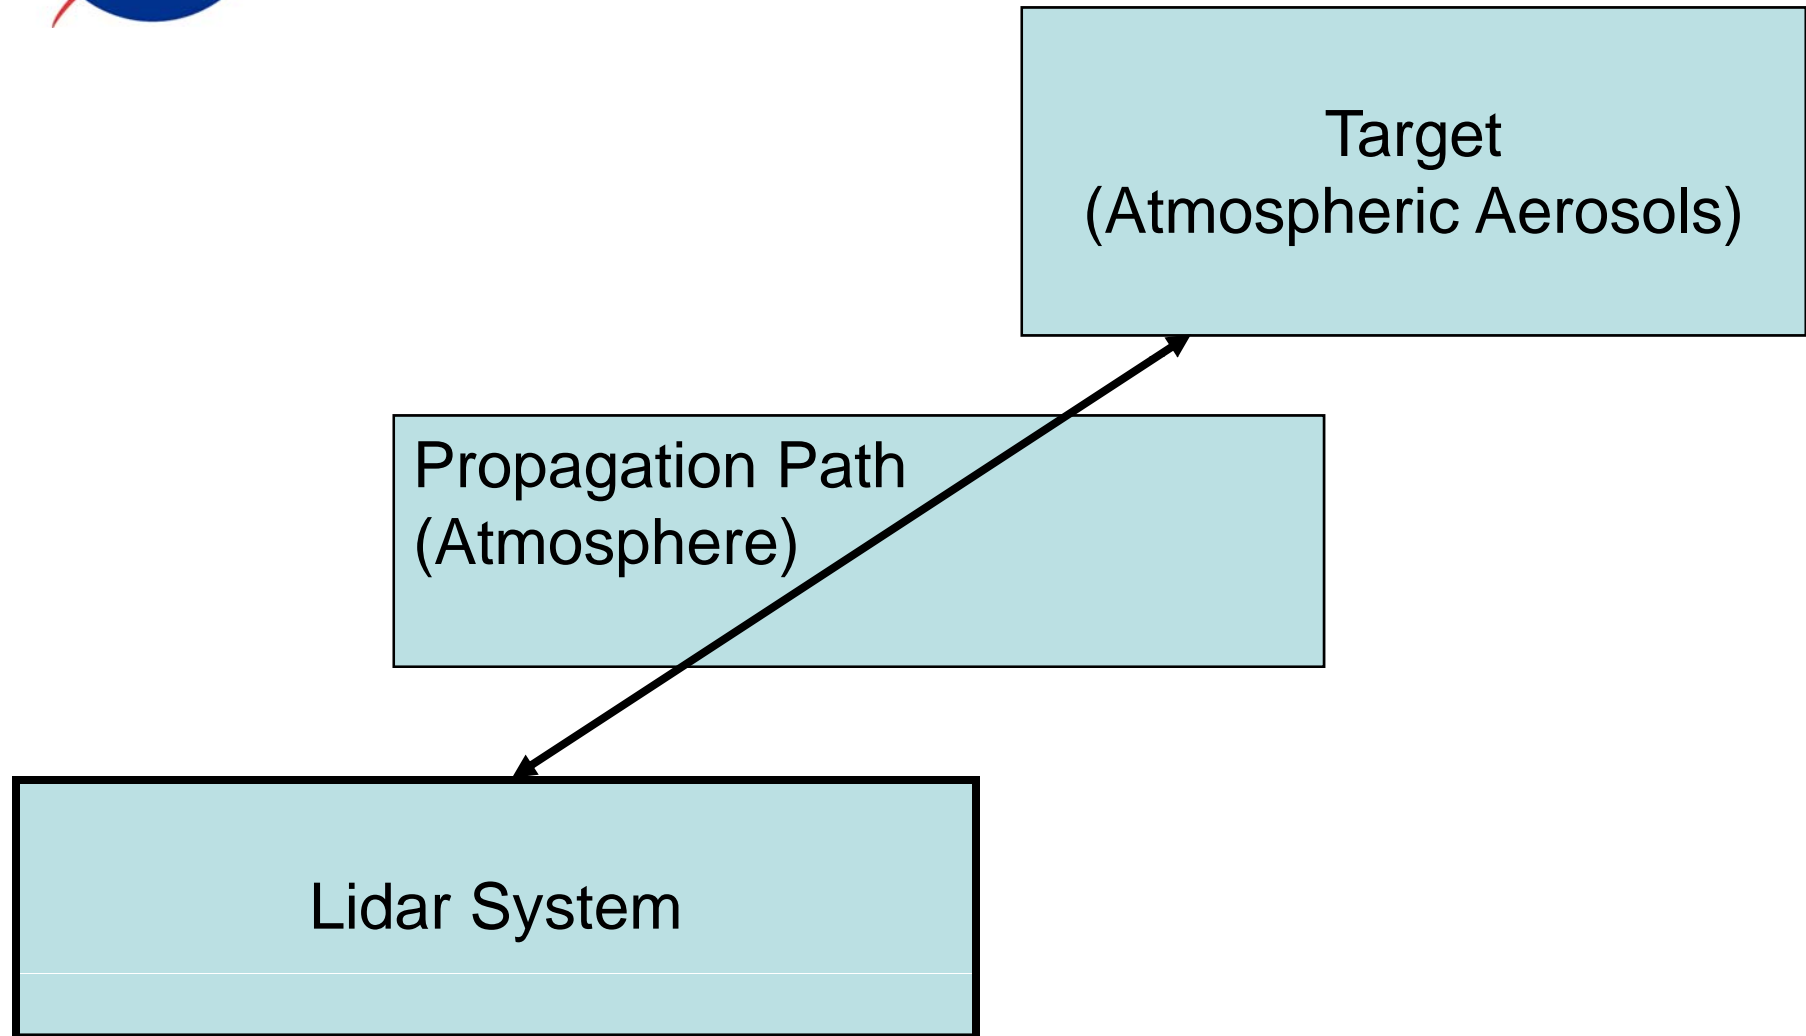 Target
(Atmospheric Aerosols)
Propagation Path
(Atmosphere)
Lidar System